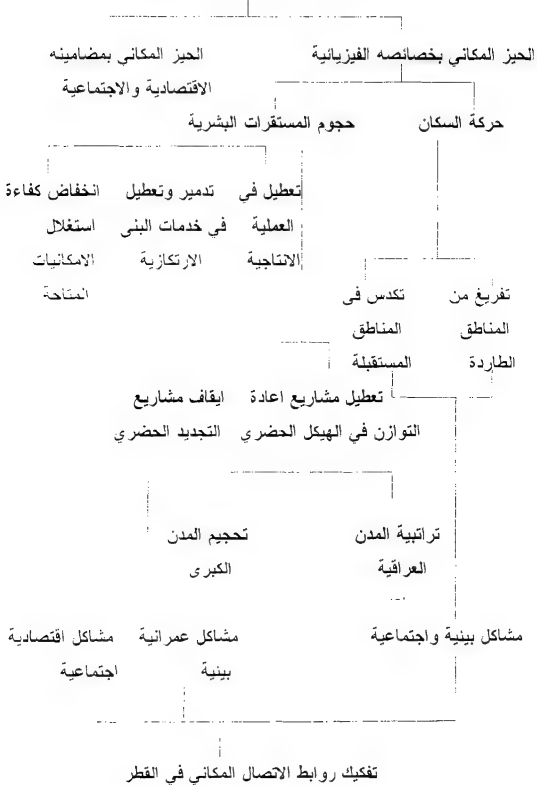 الحيز المكاني بخصائصه الفيزيائية
الحيز المكاني بمضامينه
الاقتصادية والاجتماعية
حركة السكان
حجوم المستقرات البشرية
تعطيل في
العملية
الانتاجية
تدمير وتعطيل
في خدمات البنى
الارتكازية
انخفاض كفاءة
استغلال
الامكانيات
المتاحة
تفريغ من
المناطق
الطاردة
تكدس فى
المناطق
المستقبلة
تعطيل مشاريع اعادة
التوازن في الهيكل الحضري
ايقاف مشاريع
التجديد الحضري
تراتبية المدن
العراقية
تحجيم المدن
الكبرى
مشاكل بينية واجتماعية
مشاكل عمرانية
بينية
مشاكل اقتصادية
اجتماعية
تفكيك روابط الاتصال المكاني في القطر